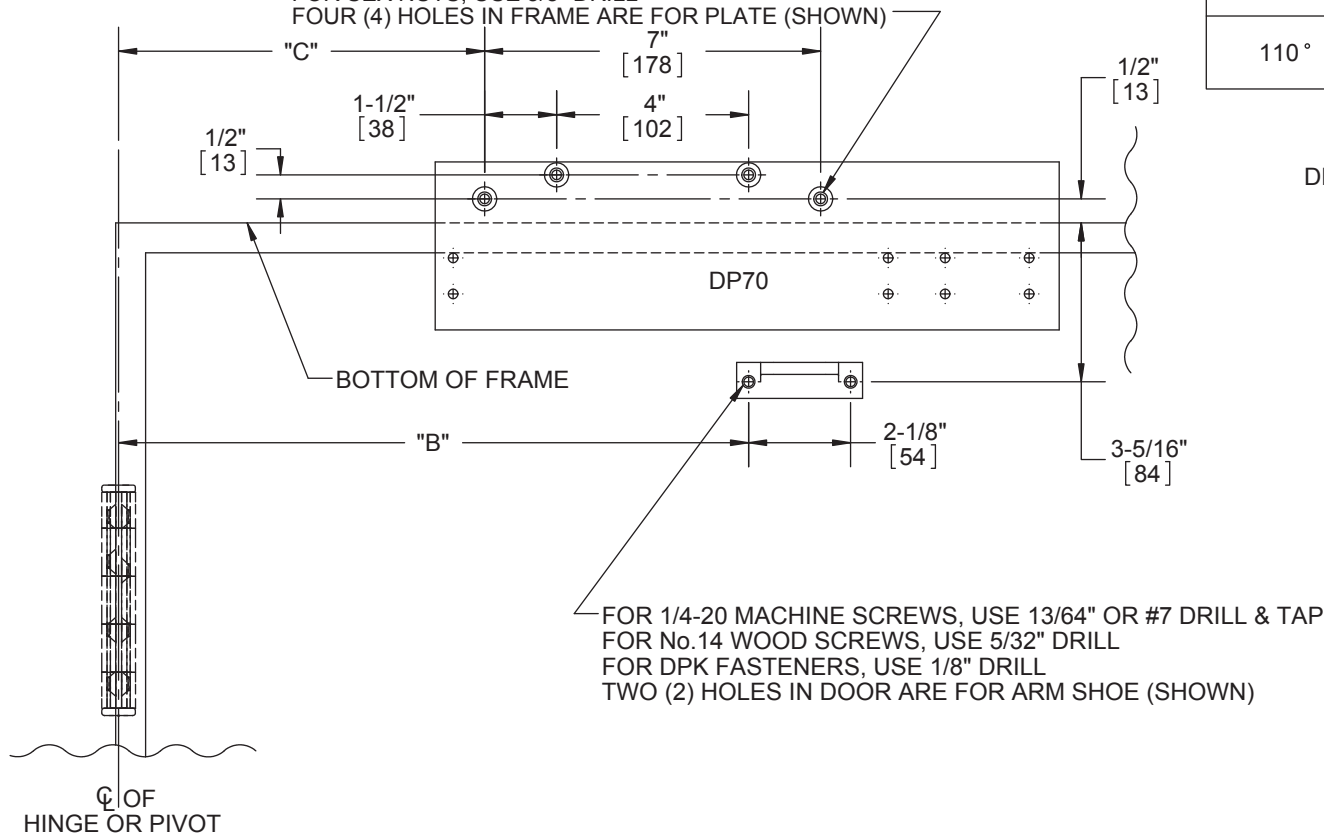 FOUR (4) HOLES IN FRAME ARE FOR PLATE (SHOWN)
"C"
7"
[178]
110°
1/2"
[13]
1-1/2"
[38]
4"
[102]
1/2"
[13]
DP70
BOTTOM OF FRAME
"B"
2-1/8"
[54]
3-5/16"
[84]
FOR 1/4-20 MACHINE SCREWS, USE 13/64" OR #7 DRILL & TAP
FOR No.14 WOOD SCREWS, USE 5/32" DRILL
FOR DPK FASTENERS, USE 1/8" DRILL
TWO (2) HOLES IN DOOR ARE FOR ARM SHOE (SHOWN)
℄ OF
HINGE OR PIVOT